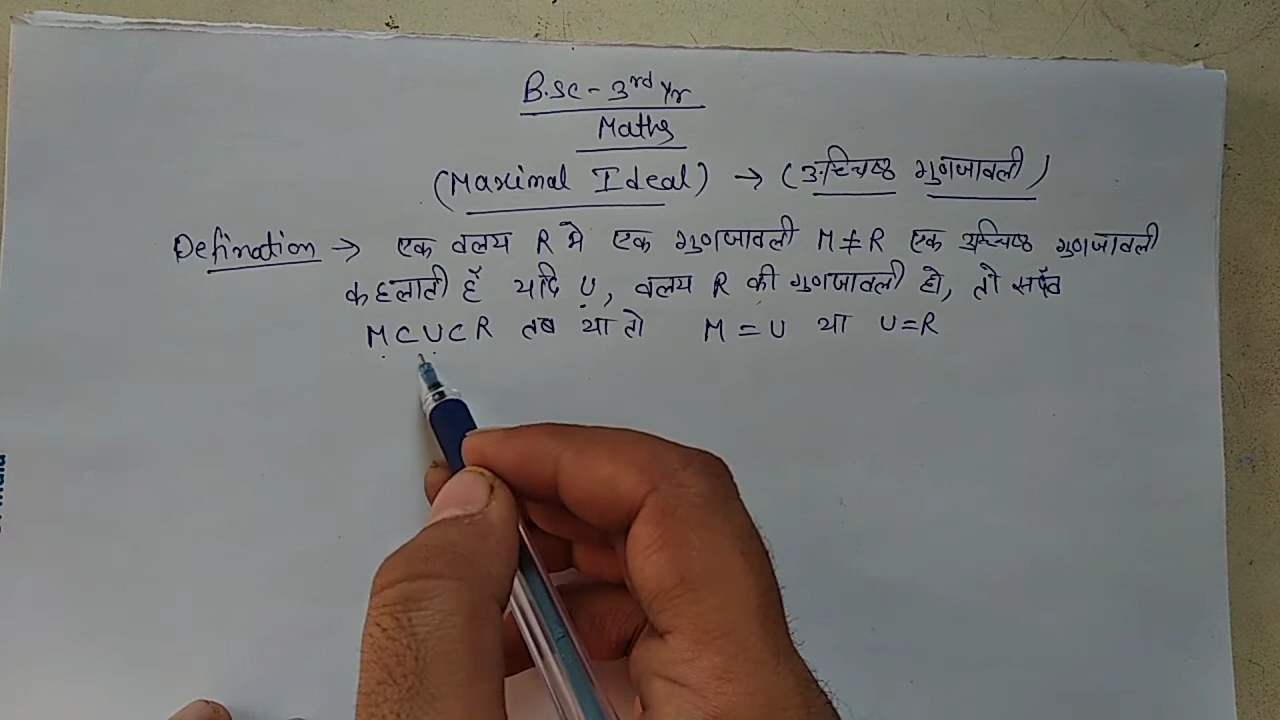 B.Sc - 3rd Yr
Maths
(Maximal Ideal) → (उच्चिष्ठ गुणजावली)
Defination → एक वलय R मे एक गुणजावली M ≠ R एक उच्चिष्ठ गुणजावली
कहलाती हैं यदि U, वलय R की गुणजावली हो, तो सदैव
M ⊂ U ⊂ R तब या तो M = U या U = R